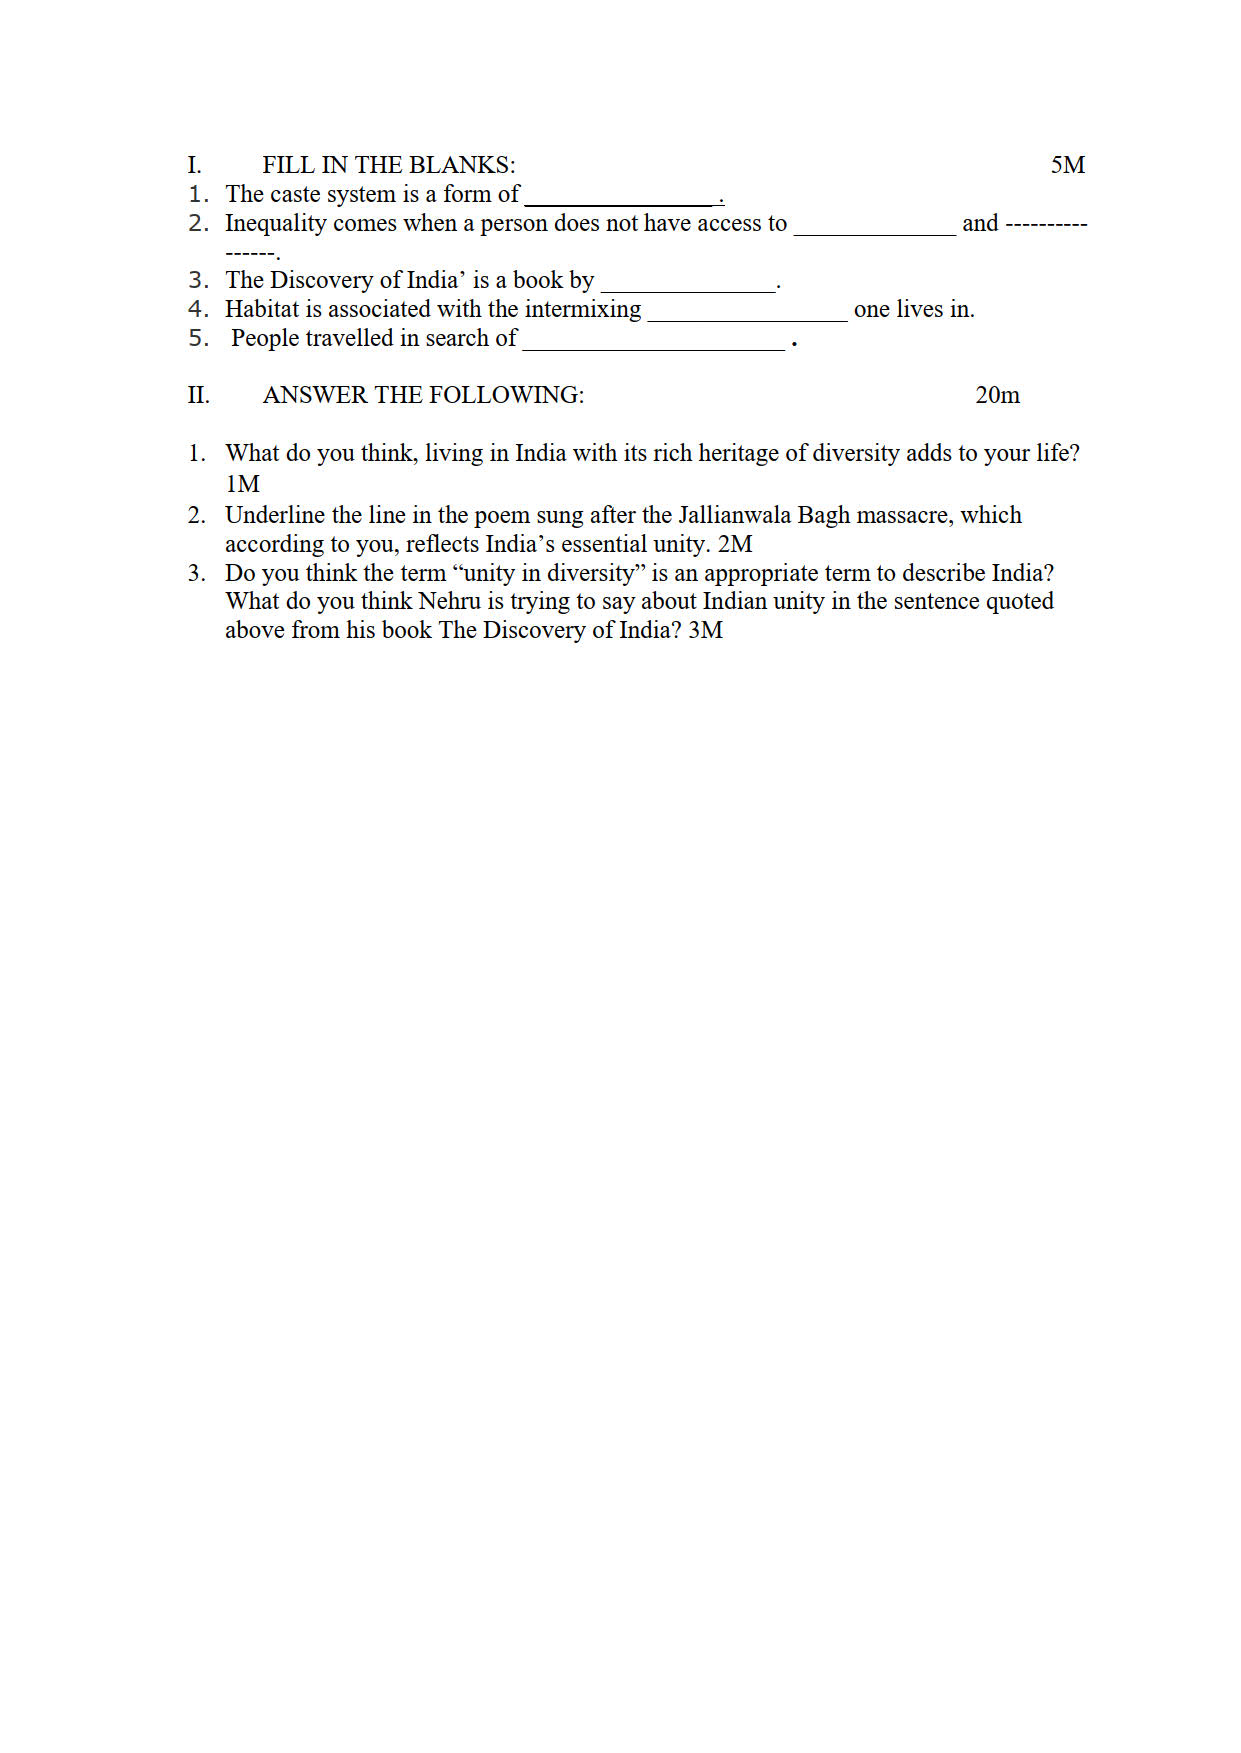 I. FILL IN THE BLANKS: 5M
1. The caste system is a form of _______________ .
2. Inequality comes when a person does not have access to _____________ and ----------
------.
3. The Discovery of India’ is a book by ______________.
4. Habitat is associated with the intermixing ________________ one lives in.
5. People travelled in search of _____________________ .
II. ANSWER THE FOLLOWING: 20m
1. What do you think, living in India with its rich heritage of diversity adds to your life?
1M
2. Underline the line in the poem sung after the Jallianwala Bagh massacre, which
according to you, reflects India’s essential unity. 2M
3. Do you think the term “unity in diversity” is an appropriate term to describe India?
What do you think Nehru is trying to say about Indian unity in the sentence quoted
above from his book The Discovery of India? 3M